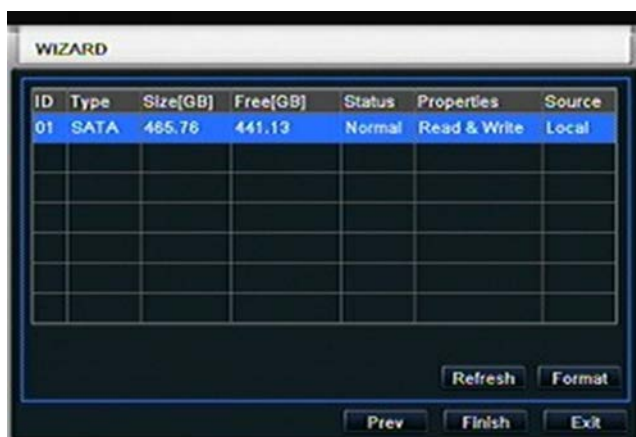 WIZARD
ID Type Size[GB] Free[GB] Status Properties Source
01 SATA 465.76 441.13 Normal Read & Write Local
Refresh Format
Prev Finish Exit